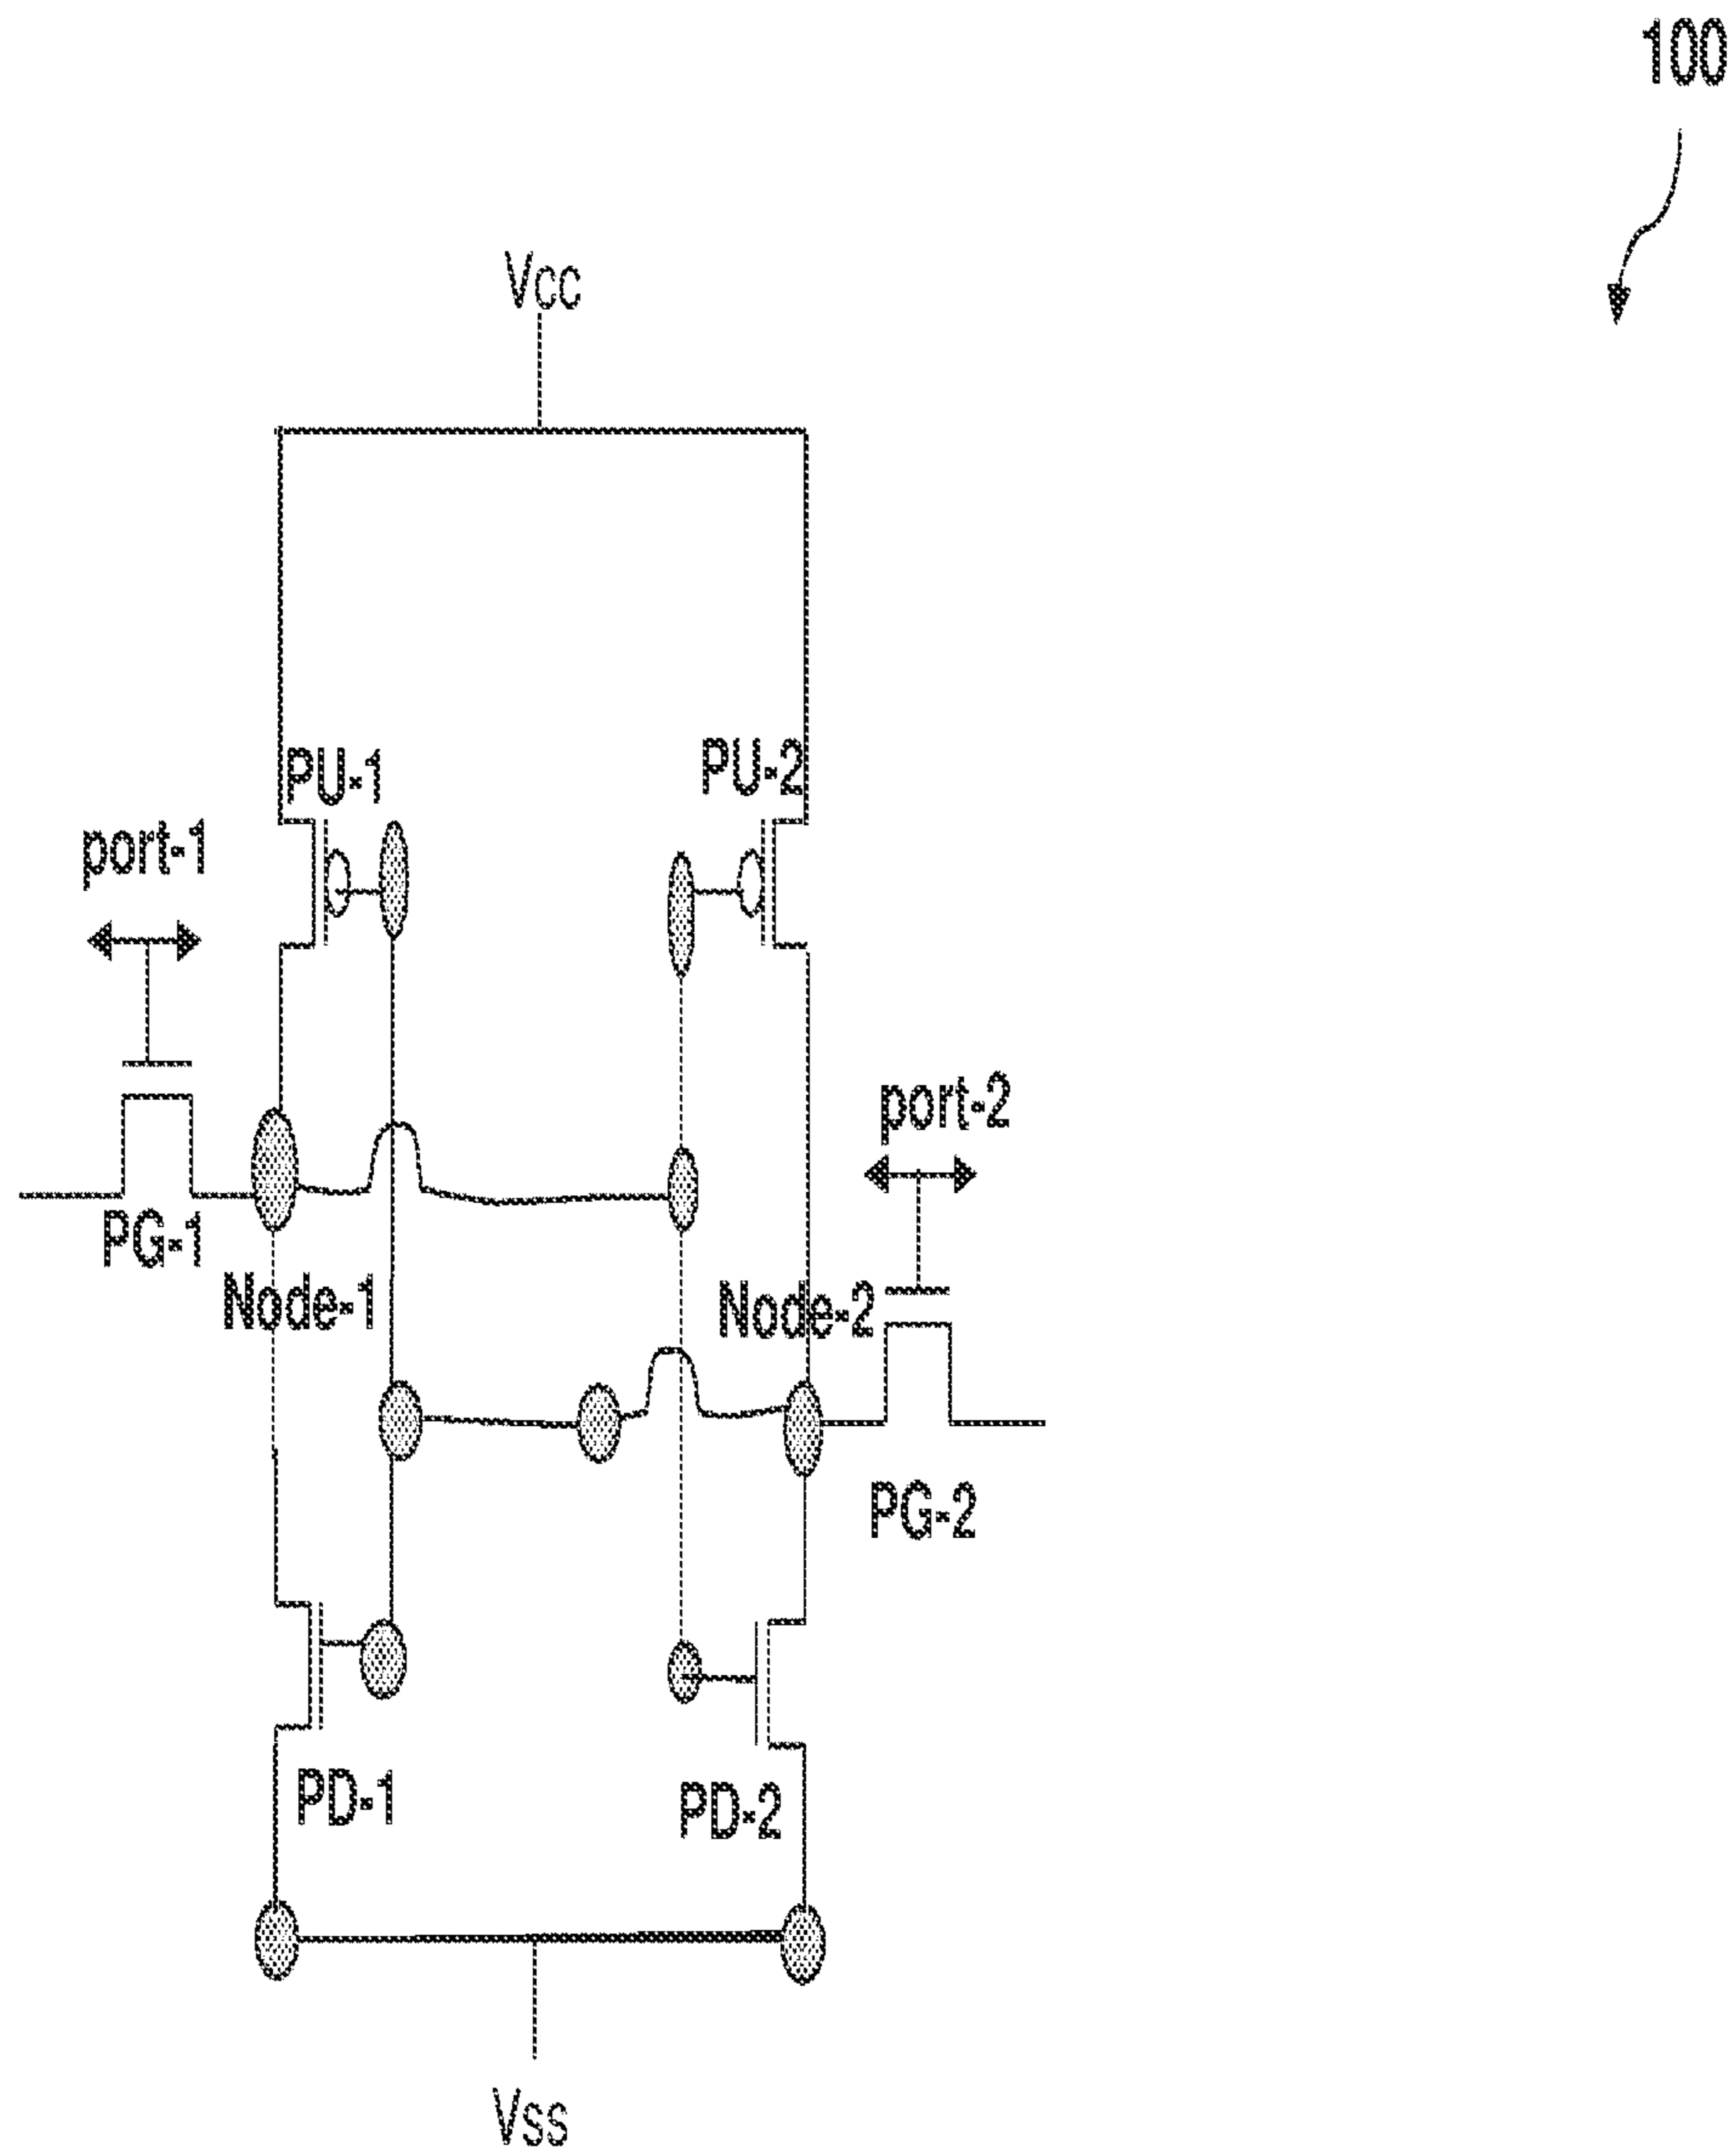 100
Vcc
PU-1
PU-2
port-1
port-2
PG-1
Node-1
Node-2
PG-2
PD-1
PD-2
Vss